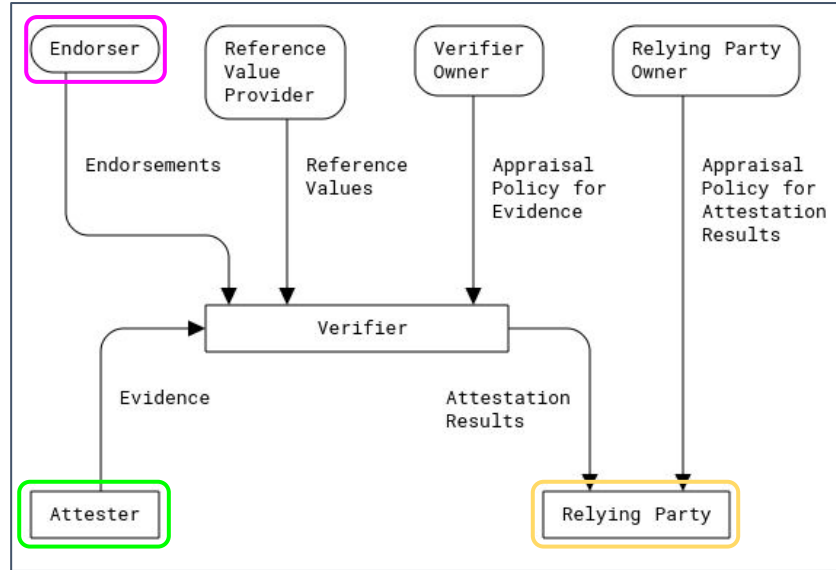 Endorser
Reference
Value
Provider
Verifier
Owner
Relying Party
Owner
Endorsements
Reference
Values
Appraisal
Policy for
Evidence
Appraisal
Policy for
Attestation
Results
Verifier
Evidence
Attestation
Results
Attester
Relying Party